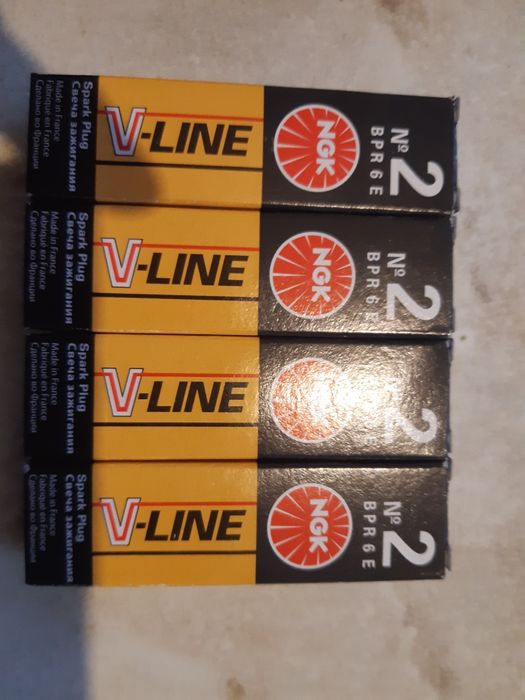 Spark Plug
Свеча зажигания
Made in France
Fabriqué en France
Сделано во Франции
V-LINE
NGK
№ 2
BPR6E
Spark Plug
Свеча зажигания
Made in France
Fabriqué en France
Сделано во Франции
V-LINE
NGK
№ 2
BPR6E
Spark Plug
Свеча зажигания
Made in France
Fabriqué en France
Сделано во Франции
V-LINE
2
Spark Plug
Свеча зажигания
Made in France
Fabriqué en France
Сделано во Франции
V-LINE
NGK
№ 2
BPR6E